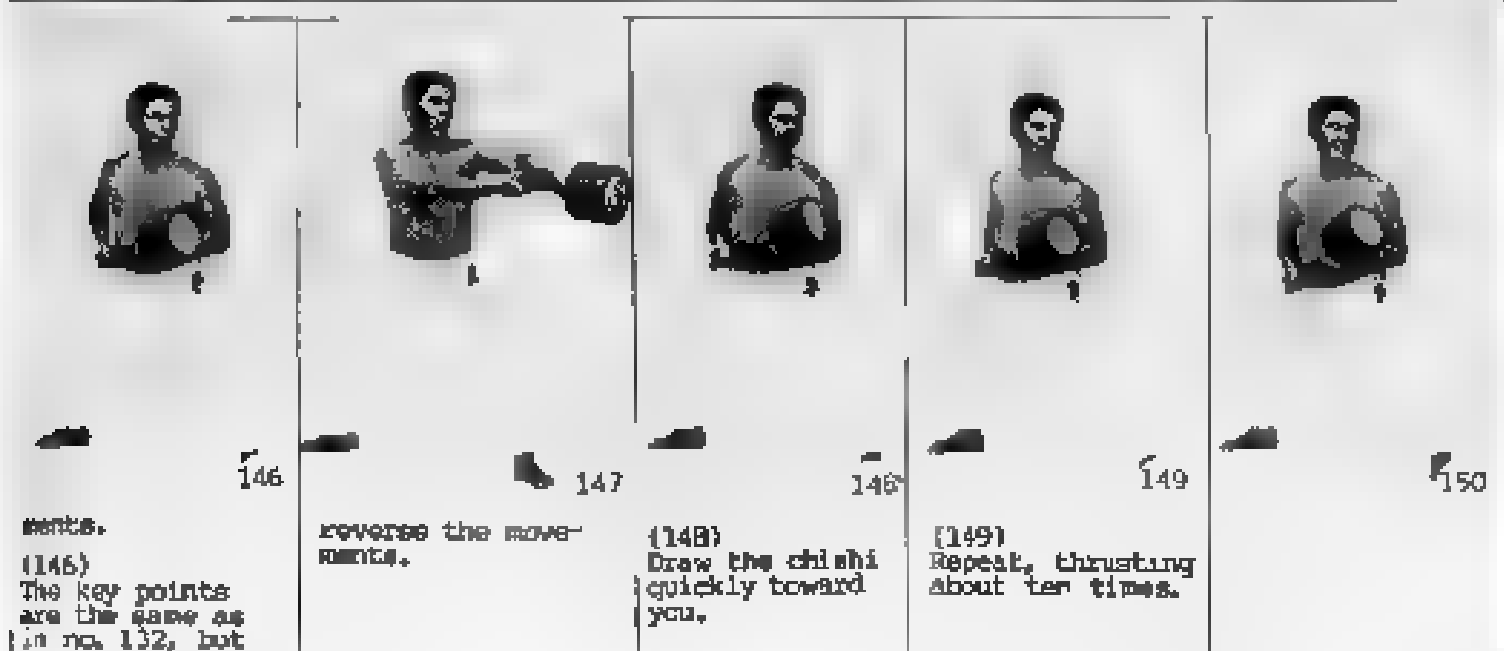 146
147
148
149
150
ments.
(146)
The key points
are the same as
in no. 132, but
reverse the move-
ments.
(148)
Draw the chishi
quickly toward
you.
(149)
Repeat, thrusting
about ten times.